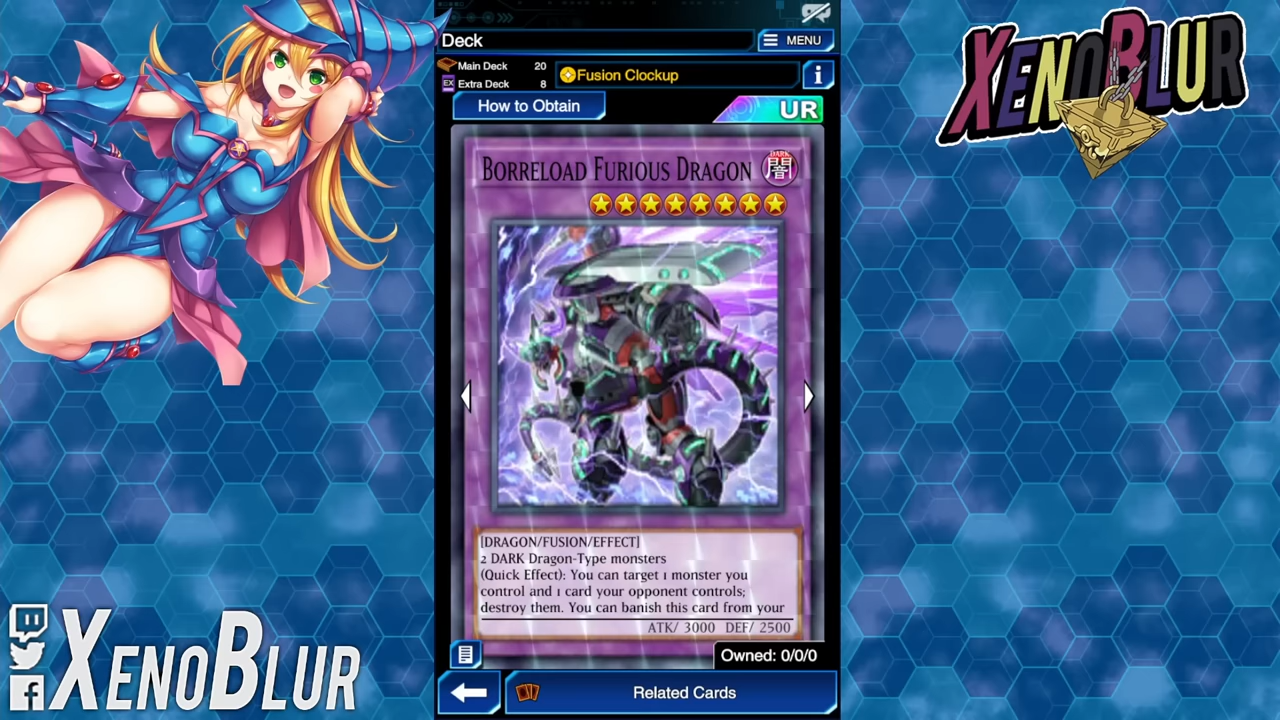 Deck
MENU
Main Deck 20
EX Extra Deck 8
Fusion Clockup
i
How to Obtain
UR
BORRELOAD FURIOUS DRAGON
DARK
闇
[DRAGON/FUSION/EFFECT]
2 DARK Dragon-Type monsters
(Quick Effect): You can target 1 monster you
control and 1 card your opponent controls;
destroy them. You can banish this card from your
ATK/ 3000 DEF/ 2500
Owned: 0/0/0
Related Cards
XENOBLUR
XENOBLUR